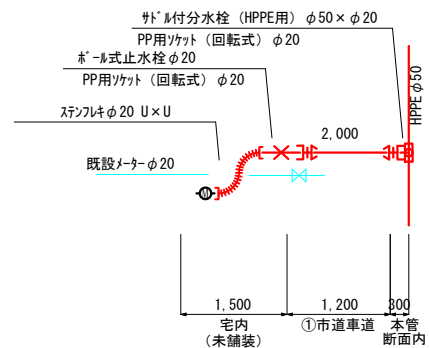 ｻﾄﾞﾙ付分水栓（HPPE用）φ50×φ20
PP用ｿｹｯﾄ（回転式）φ20
ﾎﾞｰﾙ式止水栓φ20
PP用ｿｹｯﾄ（回転式）φ20
ｽﾃﾝﾌﾚｷφ20 U×U
既設メーターφ20
HPPEφ50
2,000
M
1,500
1,200
300
宅内
（未舗装）
①市道車道
本管
断面内